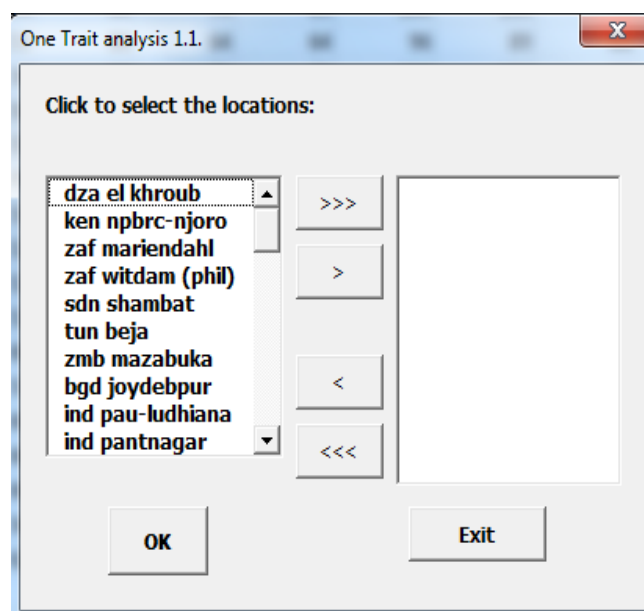 One Trait analysis 1.1.
X
Click to select the locations:
dza el khroub
ken npbrc-njoro
zaf mariendahl
zaf witdam (phil)
sdn shambat
tun beja
zmb mazabuka
bgd joydebpur
ind pau-ludhiana
ind pantnagar
>>>
>
<
<<<
OK
Exit